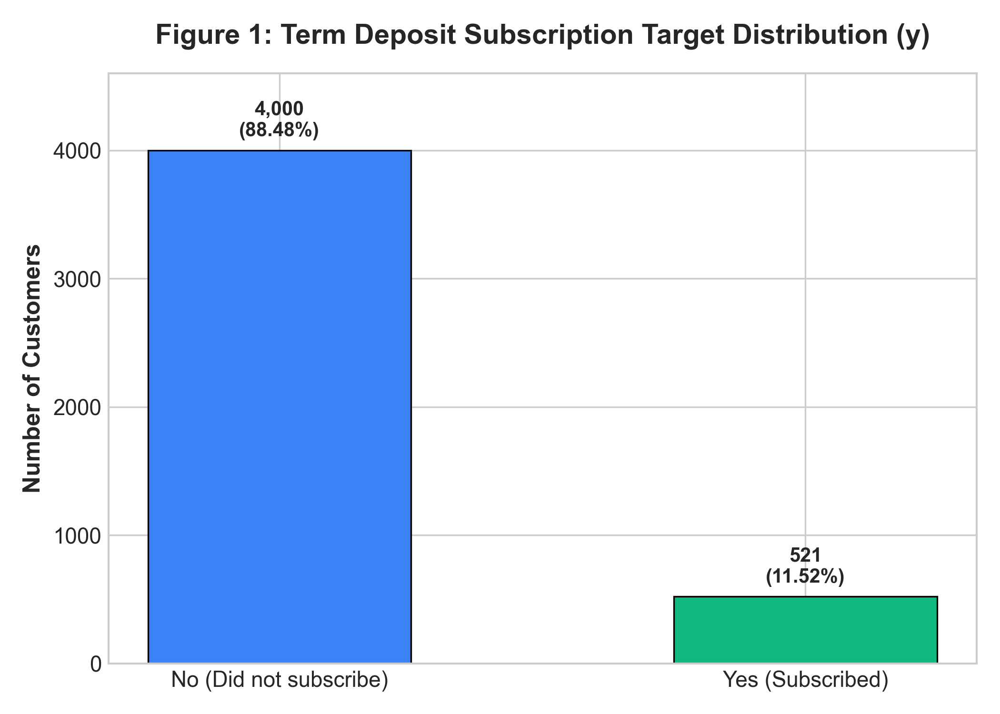 Figure 1: Term Deposit Subscription Target Distribution (y)
Number of Customers
4000
3000
2000
1000
0
4,000
(88.48%)
521
(11.52%)
No (Did not subscribe)
Yes (Subscribed)